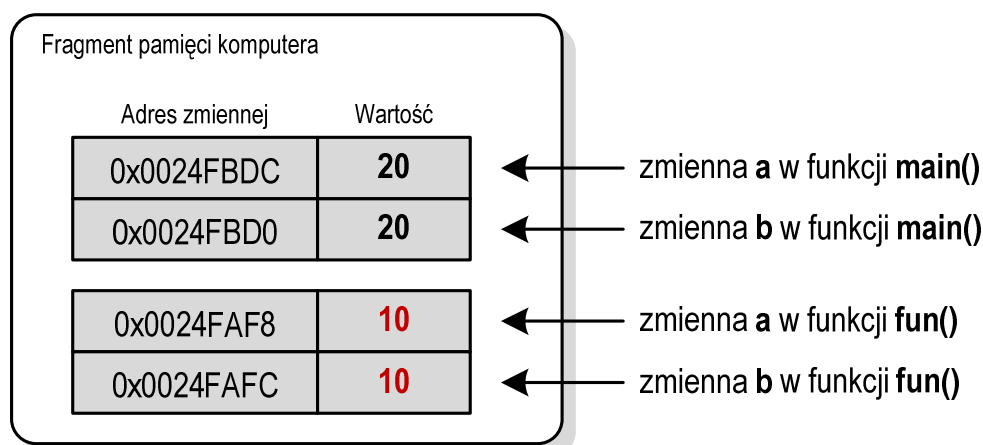 Fragment pamięci komputera
Adres zmiennej Wartość
0x0024FBDC 20 zmienna a w funkcji main()
0x0024FBD0 20 zmienna b w funkcji main()
0x0024FAF8 10 zmienna a w funkcji fun()
0x0024FAFC 10 zmienna b w funkcji fun()